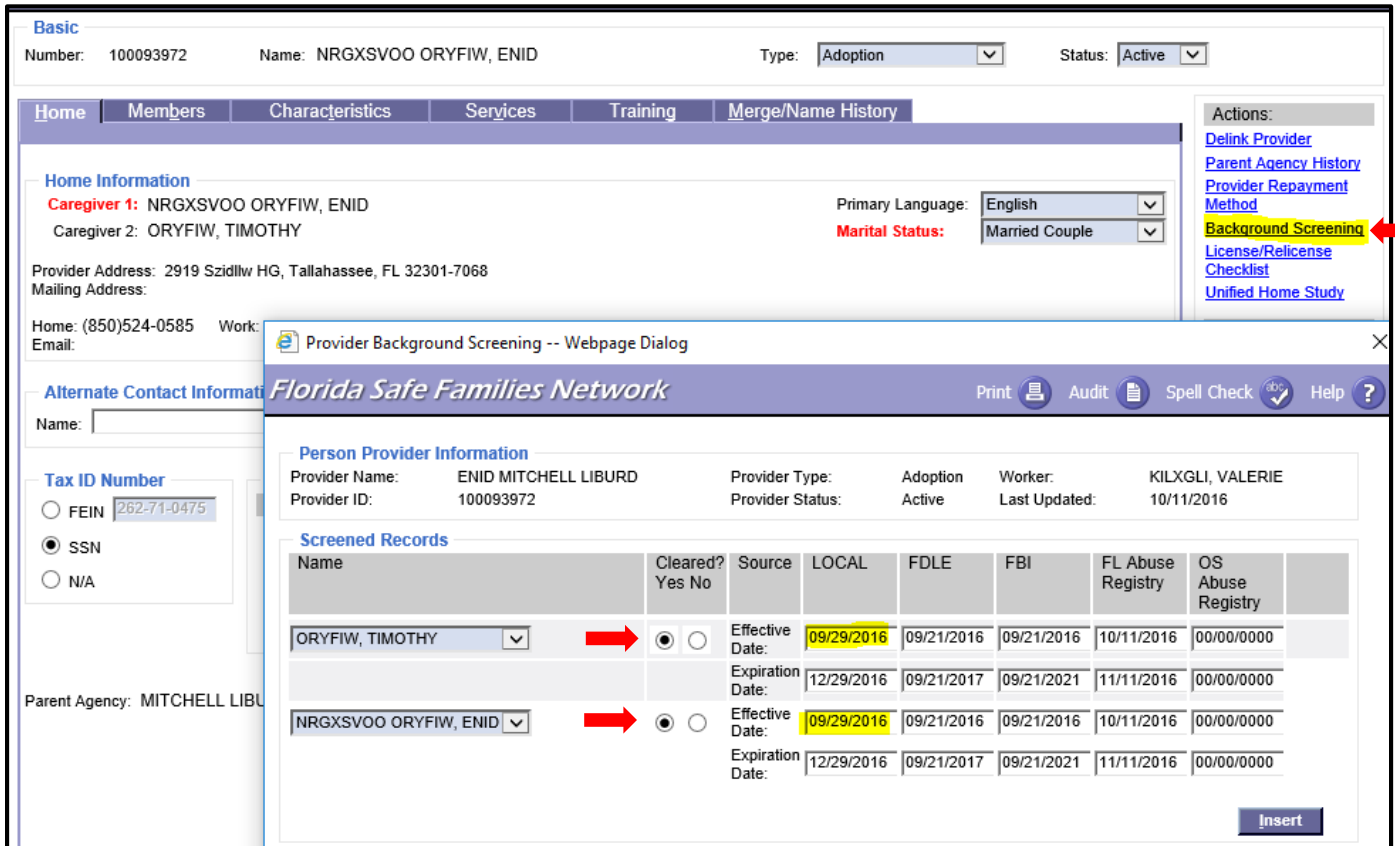 Basic
Number: 100093972 Name: NRGXSVOO ORYFIW, ENID Type: Adoption Status: Active
Home Members Characteristics Services Training Merge/Name History
Actions:
Delink Provider
Parent Agency History
Provider Repayment
Method
Background Screening
License/Relicense
Checklist
Unified Home Study
Home Information
Caregiver 1: NRGXSVOO ORYFIW, ENID Primary Language: English
Caregiver 2: ORYFIW, TIMOTHY Marital Status: Married Couple
Provider Address: 2919 Szidllw HG, Tallahassee, FL 32301-7068
Mailing Address:
Home: (850)524-0585 Work:
Email:
Alternate Contact Informati
Name:
Tax ID Number
FEIN 262-71-0475
SSN
N/A
Parent Agency: MITCHELL LIBU
Provider Background Screening -- Webpage Dialog
Florida Safe Families Network Print Audit abc Spell Check Help ?
Person Provider Information
Provider Name: ENID MITCHELL LIBURD Provider Type: Adoption Worker: KILXGLI, VALERIE
Provider ID: 100093972 Provider Status: Active Last Updated: 10/11/2016
Screened Records
Name Cleared? Source LOCAL FDLE FBI FL Abuse OS
Yes No Registry Abuse
Registry
ORYFIW, TIMOTHY Effective Date: 09/29/2016 09/21/2016 09/21/2016 10/11/2016 00/00/0000
Expiration Date: 12/29/2016 09/21/2017 09/21/2021 11/11/2016 00/00/0000
NRGXSVOO ORYFIW, ENID Effective Date: 09/29/2016 09/21/2016 09/21/2016 10/11/2016 00/00/0000
Expiration Date: 12/29/2016 09/21/2017 09/21/2021 11/11/2016 00/00/0000
Insert